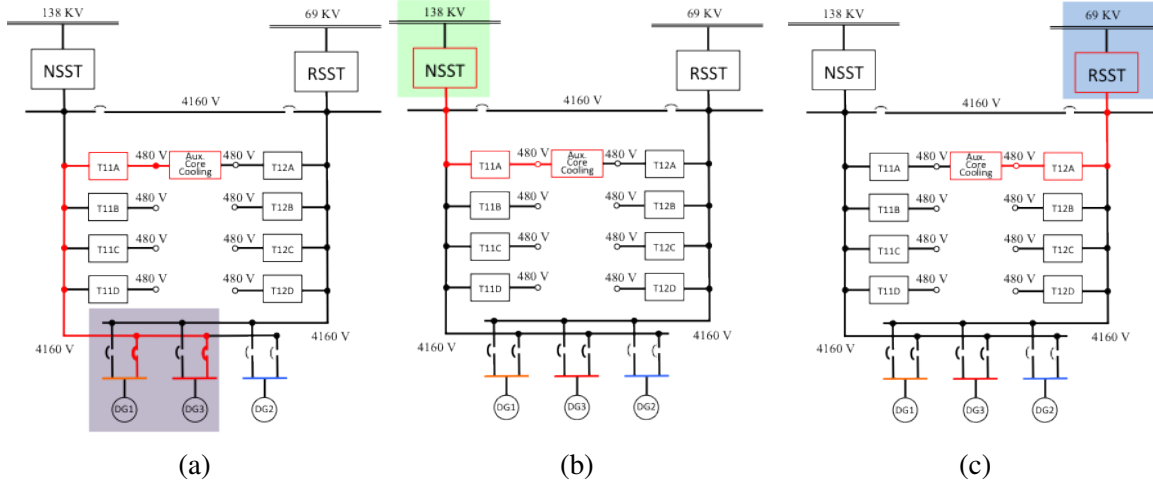 138 KV
69 KV
NSST
RSST
4160 V
480 V
480 V
T11A
Aux.
Core
Cooling
T12A
480 V
480 V
T11B
T12B
480 V
480 V
T11C
T12C
480 V
480 V
T11D
T12D
4160 V
DG1
DG3
DG2
(a)
138 KV
69 KV
NSST
RSST
4160 V
480 V
480 V
T11A
Aux.
Core
Cooling
T12A
480 V
480 V
T11B
T12B
480 V
480 V
T11C
T12C
480 V
480 V
T11D
T12D
4160 V
DG1
DG3
DG2
(b)
138 KV
69 KV
NSST
RSST
4160 V
480 V
480 V
T11A
Aux.
Core
Cooling
T12A
480 V
480 V
T11B
T12B
480 V
480 V
T11C
T12C
480 V
480 V
T11D
T12D
4160 V
DG1
DG3
DG2
(c)